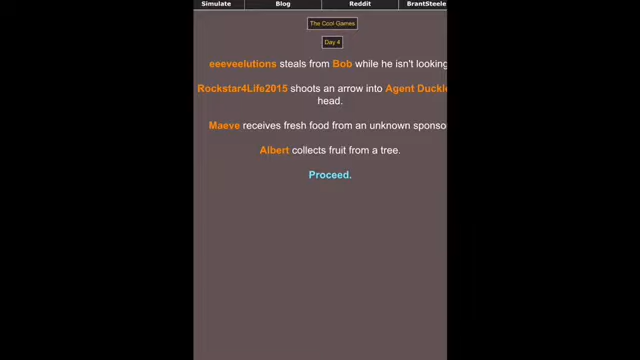 Simulate Blog Reddit BrantSteele
The Cool Games
Day 4
eeeveelutions steals from Bob while he isn't looking
Rockstar4Life2015 shoots an arrow into Agent Duckle
head.
Maeve receives fresh food from an unknown sponso
Albert collects fruit from a tree.
Proceed.